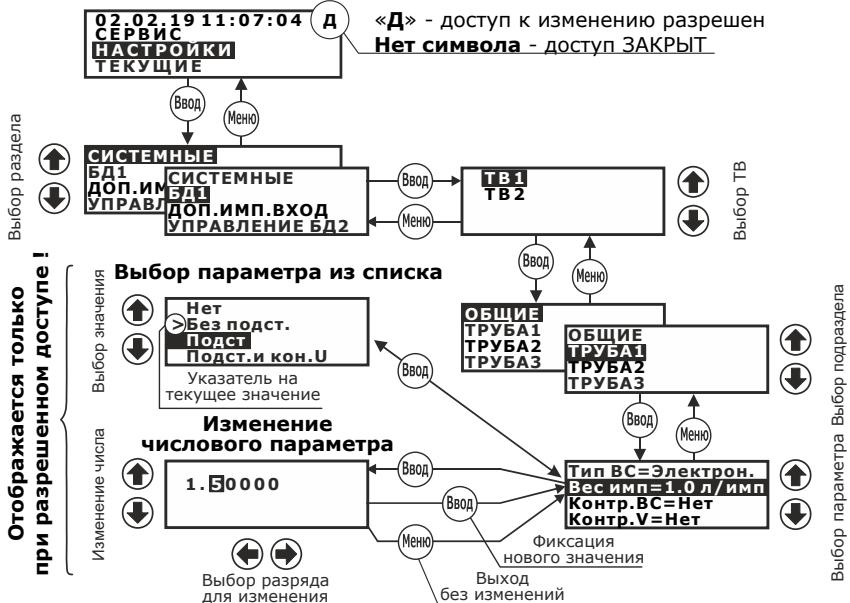 02.02.19 11:07:04
Д
СЕРВИС
НАСТРОЙКИ
ТЕКУЩИЕ
«Д» - доступ к изменению разрешен
Нет символа - доступ ЗАКРЫТ
Ввод
Меню
Выбор раздела
СИСТЕМНЫЕ
БД1
ДОП.ИМ
УПРАВЛ
СИСТЕМНЫЕ
БД1
ДОП.ИМП.ВХОД
УПРАВЛЕНИЕ БД2
Ввод
Меню
ТВ1
ТВ2
Выбор ТВ
Ввод
Меню
ОБЩИЕ
ТРУБА1
ТРУБА2
ТРУБА3
ОБЩИЕ
ТРУБА1
ТРУБА2
ТРУБА3
Выбор подраздела
Ввод
Меню
Отображается только
при разрешенном доступе !
Выбор параметра из списка
Выбор значения
Нет
>
Без подст.
Подст
Подст.и кон.U
Указатель на
текущее значение
Ввод
Изменение
числового параметра
Изменение числа
1.50000
Ввод
Ввод
Меню
Тип ВС=Электрон.
Вес имп=1.0 л/имп
Контр.ВС=Нет
Контр.V=Нет
Выбор параметра
Фиксация
нового значения
Выход
без изменений
Выбор разряда
для изменения